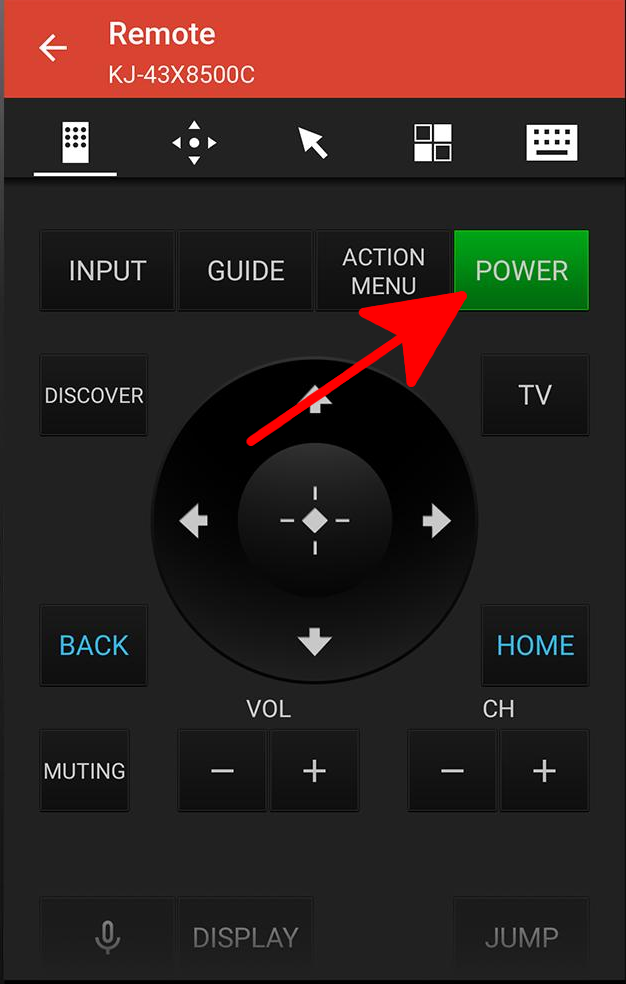 Remote
KJ-43X8500C
INPUT
GUIDE
ACTION
MENU
POWER
DISCOVER
TV
BACK
HOME
VOL
CH
MUTING
− +
− +
DISPLAY
JUMP